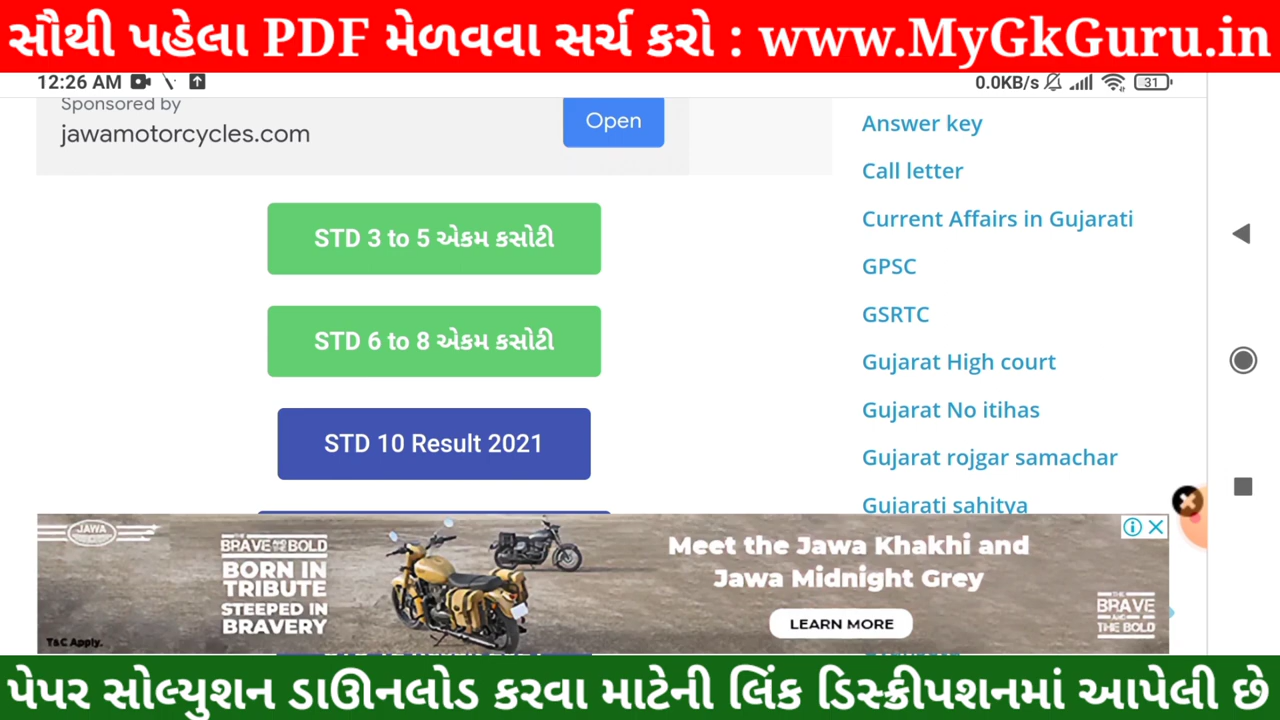 સૌથી પહેલા PDF મેળવવા સર્ચ કરો : www.MyGkGuru.in
12:26 AM
0.0KB/s
31
Sponsored by
jawamotorcycles.com
Open
STD 3 to 5 એકમ કસોટી
STD 6 to 8 એકમ કસોટી
STD 10 Result 2021
Answer key
Call letter
Current Affairs in Gujarati
GPSC
GSRTC
Gujarat High court
Gujarat No itihas
Gujarat rojgar samachar
Gujarati sahitya
JAWA
BRAVE AND THE BOLD
BORN IN
TRIBUTE
STEEPED IN
BRAVERY
T&C Apply.
Meet the Jawa Khakhi and
Jawa Midnight Grey
LEARN MORE
THE
BRAVE
AND
THE BOLD
પેપર સોલ્યુશન ડાઊનલોડ કરવા માટેની લિંક ડિસ્ક્રીપશનમાં આપેલી છે